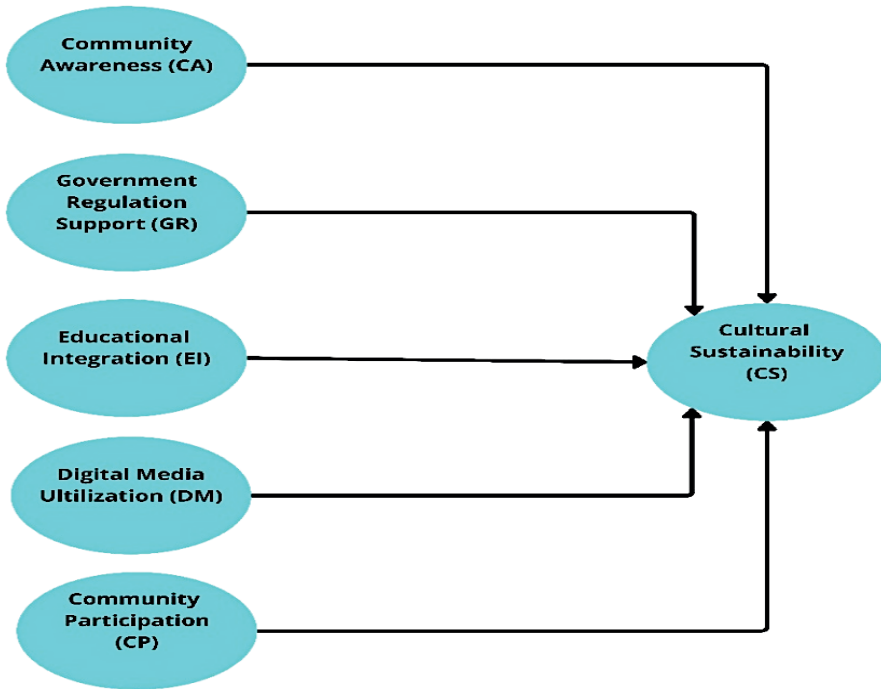 Community
Awareness (CA)
Government
Regulation
Support (GR)
Educational
Integration (EI)
Digital Media
Ultilization (DM)
Community
Participation
(CP)
Cultural
Sustainability
(CS)